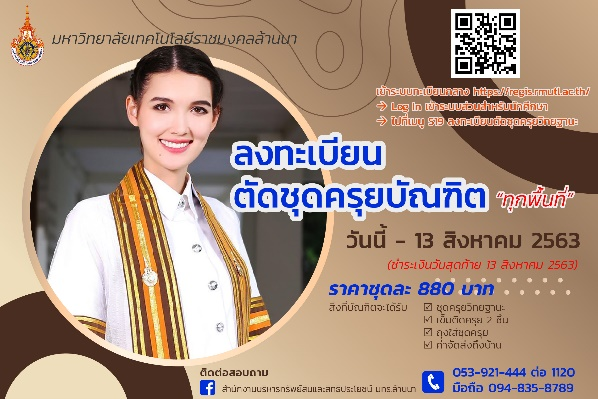 มหาวิทยาลัยเทคโนโลยีราชมงคลล้านนา
เข้าระบบทะเบียนกลาง https://regis.rmutl.ac.th/
→ Log in เข้าระบบส่วนสำหรับนักศึกษา
→ ไปที่เมนู S19 ลงทะเบียนตัดชุดครุยวิทยฐานะ
ลงทะเบียน
ตัดชุดครุยบัณฑิต "ทุกพื้นที่"
วันนี้ - 13 สิงหาคม 2563
(ชำระเงินวันสุดท้าย 13 สิงหาคม 2563)
ราคาชุดละ 880 บาท
สิ่งที่บัณฑิตจะได้รับ ☑ ชุดครุยวิทยฐานะ
☑ เข็มติดครุย 2 ชิ้น
☑ ถุงใส่ชุดครุย
☑ ค่าจัดส่งถึงบ้าน
ติดต่อสอบถาม
สำนักงานบริหารทรัพย์สินและสิทธิประโยชน์ มทร.ล้านนา
053-921-444 ต่อ 1120
มือถือ 094-835-8789